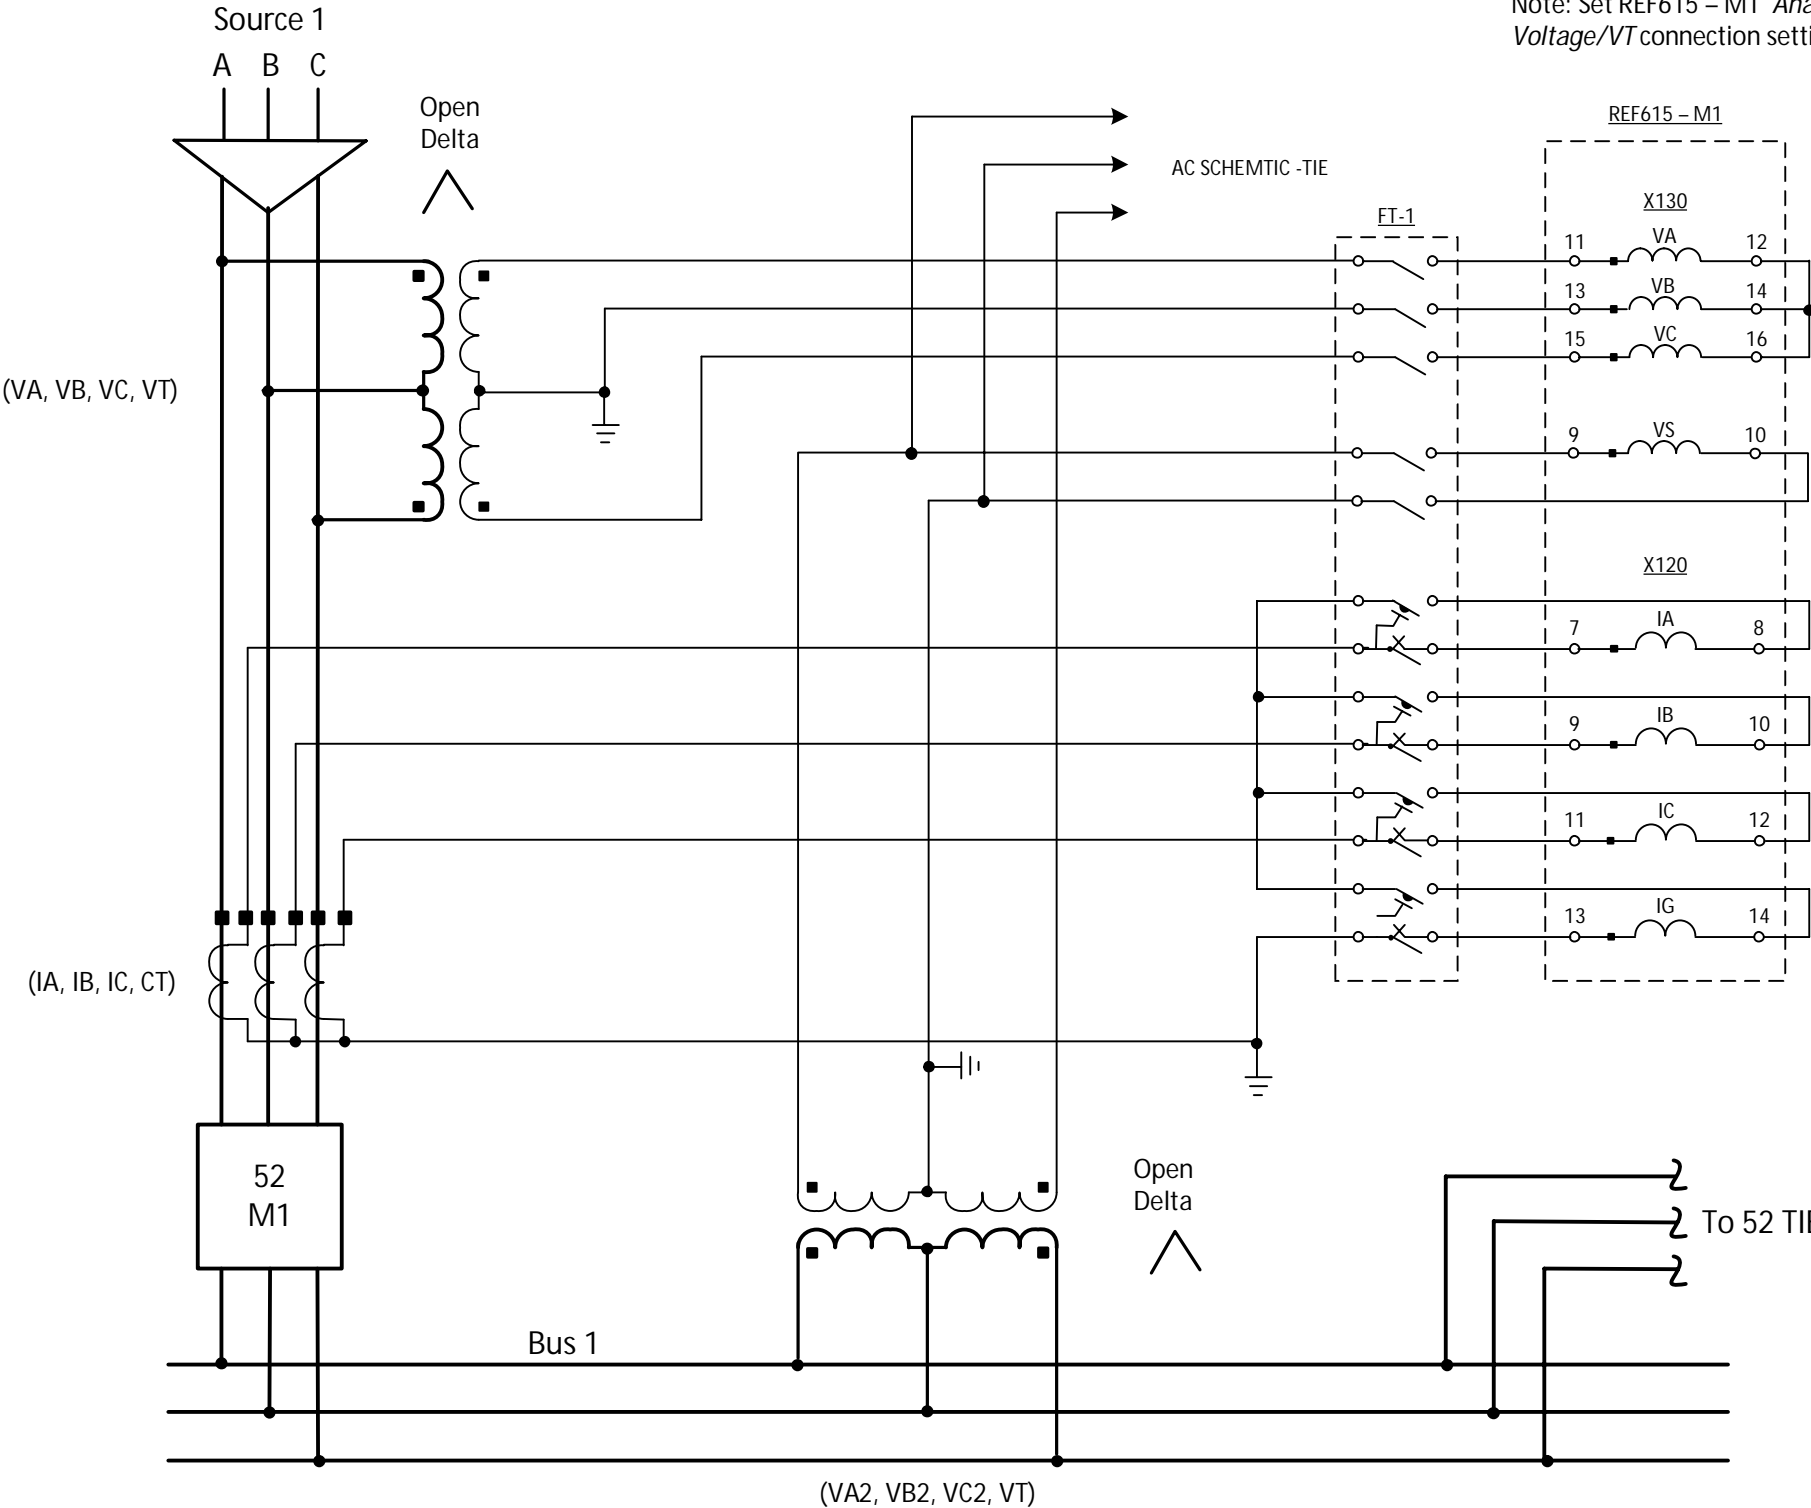 Source 1
A B C
Note: Set REF615 – M1
Voltage/VT connection
Open
Delta
REF615 – M1
AC SCHEMTIC -TIE
FT-1
X130
11 VA 12
13 VB 14
15 VC 16
(VA, VB, VC, VT)
9 VS 10
X120
7 IA 8
9 IB 10
11 IC 12
13 IG 14
(IA, IB, IC, CT)
52
M1
Open
Delta
To 52
Bus 1
(VA2, VB2, VC2, VT)